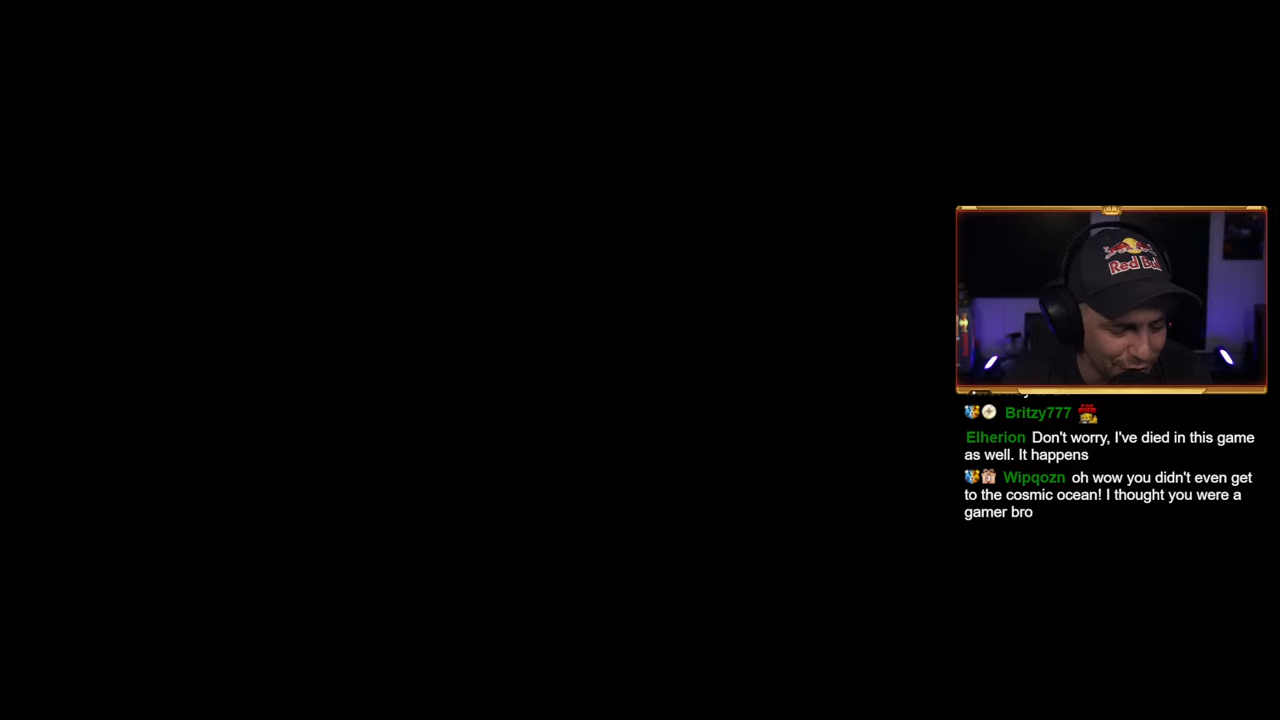 Red Bull
Britzy777
Elherion Don't worry, I've died in this game
as well. It happens
Wipqozn oh wow you didn't even get
to the cosmic ocean! I thought you were a
gamer bro